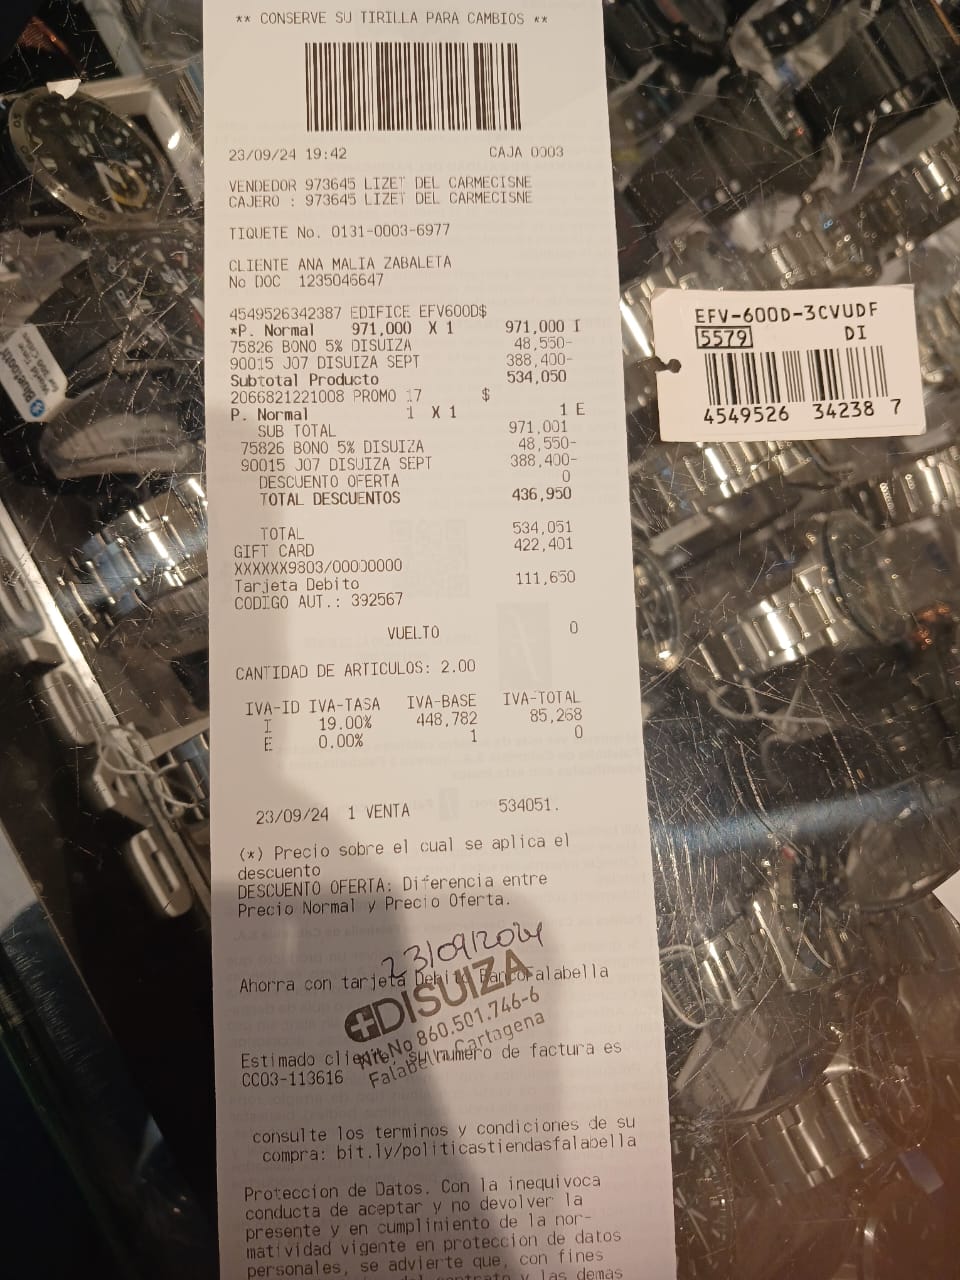 ** CONSERVE SU TIRILLA PARA CAMBIOS **
23/09/24 19:42 CAJA 0003
VENDEDOR 973645 LIZET DEL CARMECISNE
CAJERO : 973645 LIZET DEL CARMECISNE
TIQUETE No. 0131-0003-6977
CLIENTE ANA MALIA ZABALETA
No DOC 1235046647
4549526342387 EDIFICE EFV600D$
*P. Normal 971,000 X 1 971,000 I
75826 BONO 5% DISUIZA 48,550-
90015 J07 DISUIZA SEPT 388,400-
Subtotal Producto 534,050
2066821221008 PROMO 17 $
P. Normal 1 X 1 1 E
SUB TOTAL 971,001
75826 BONO 5% DISUIZA 48,550-
90015 J07 DISUIZA SEPT 388,400-
DESCUENTO OFERTA 0
TOTAL DESCUENTOS 436,950
TOTAL 534,051
GIFT CARD 422,401
XXXXXX9803/00000000
Tarjeta Debito 111,650
CODIGO AUT.: 392567
VUELTO 0
CANTIDAD DE ARTICULOS: 2.00
IVA-ID IVA-TASA IVA-BASE IVA-TOTAL
I 19.00% 448,782 85,268
E 0.00% 1 0
23/09/24 1 VENTA 534051.
(*) Precio sobre el cual se aplica el
descuento
DESCUENTO OFERTA: Diferencia entre
Precio Normal y Precio Oferta.
23/09/2024
Ahorra con tarjeta Debito Banco Falabella
DISUIZA
Nit No 860.501.746-6
Falabella Cartagena
Estimado cliente, su numero de factura es
CC03-113616
consulte los terminos y condiciones de su
compra: bit.ly/politicastiendasfalabella
Proteccion de Datos. Con la inequivoca
conducta de aceptar y no devolver la
presente y en cumplimiento de la nor-
matividad vigente en proteccion de datos
personales, se advierte que, con fines
y las demas
EFV-600D-3CVUDF
5579 DI
4549526 34238 7